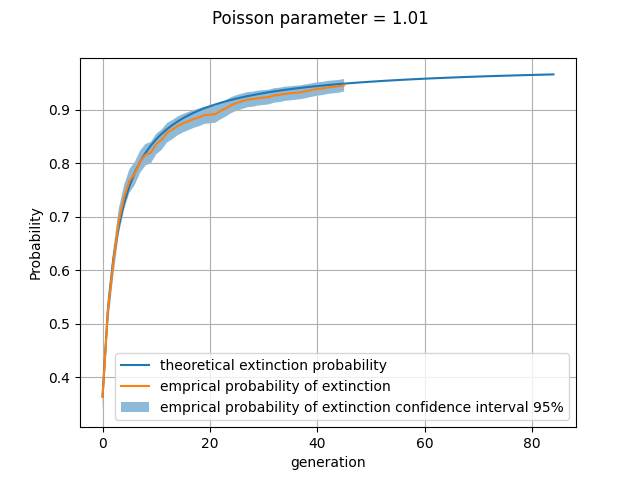 Poisson parameter = 1.01
Probability
0.9
0.8
0.7
0.6
0.5
0.4
theoretical extinction probability
emprical probability of extinction
emprical probability of extinction confidence interval 95%
0
20
40
60
80
generation